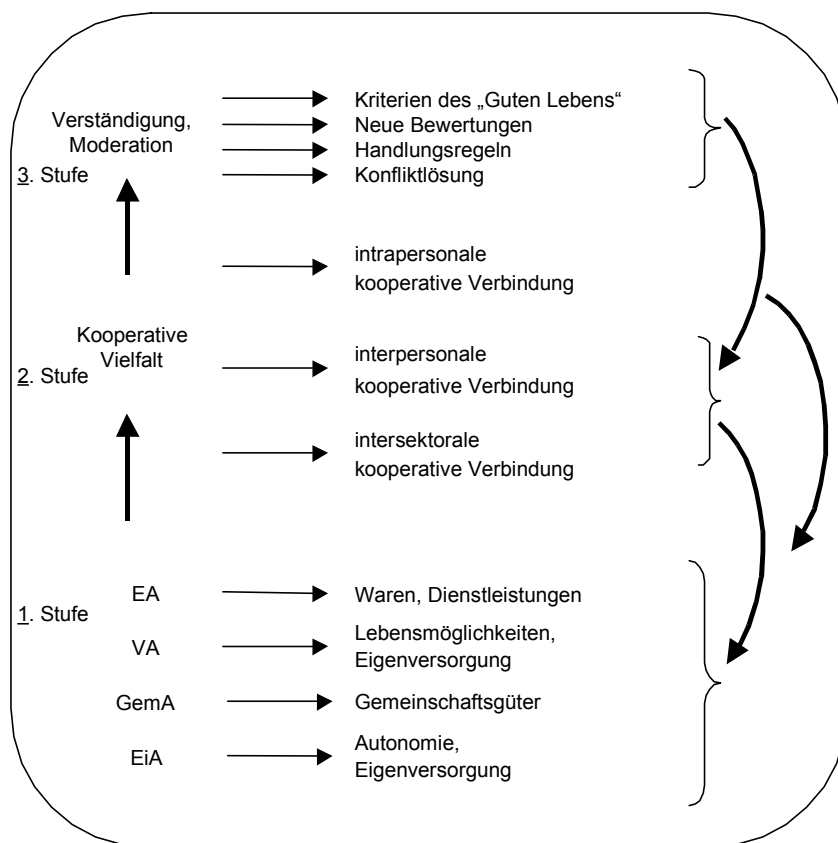 Verständigung,
Moderation
3. Stufe
Kriterien des „Guten Lebens“
Neue Bewertungen
Handlungsregeln
Konfliktlösung
intrapersonale
kooperative Verbindung
Kooperative
Vielfalt
2. Stufe
interpersonale
kooperative Verbindung
intersektorale
kooperative Verbindung
1. Stufe
EA
Waren, Dienstleistungen
VA
Lebensmöglichkeiten,
Eigenversorgung
GemA
Gemeinschaftsgüter
EiA
Autonomie,
Eigenversorgung